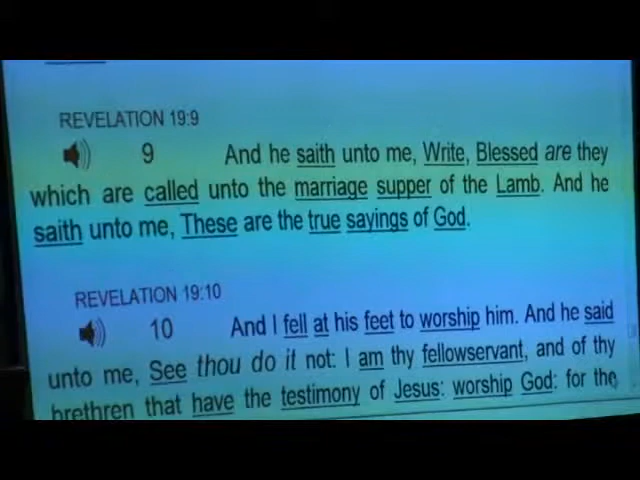 REVELATION 19:9
9 And he saith unto me, Write, Blessed are they
which are called unto the marriage supper of the Lamb. And he
saith unto me, These are the true sayings of God.
REVELATION 19:10
10 And I fell at his feet to worship him. And he said
unto me, See thou do it not: I am thy fellowservant, and of thy
brethren that have the testimony of Jesus: worship God: for the